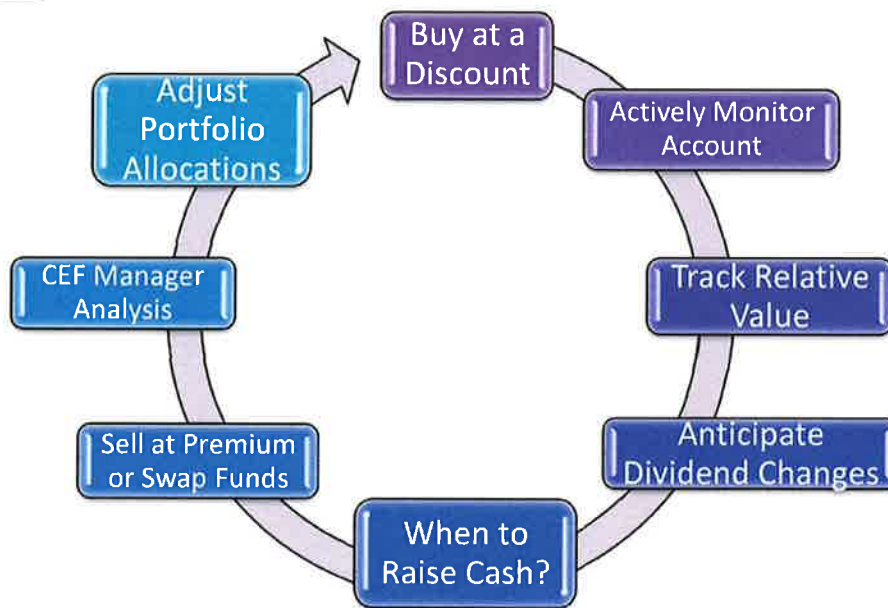 Buy at a
Discount
Actively Monitor
Account
Track Relative
Value
Anticipate
Dividend Changes
When to
Raise Cash?
Sell at Premium
or Swap Funds
CEF Manager
Analysis
Adjust
Portfolio
Allocations